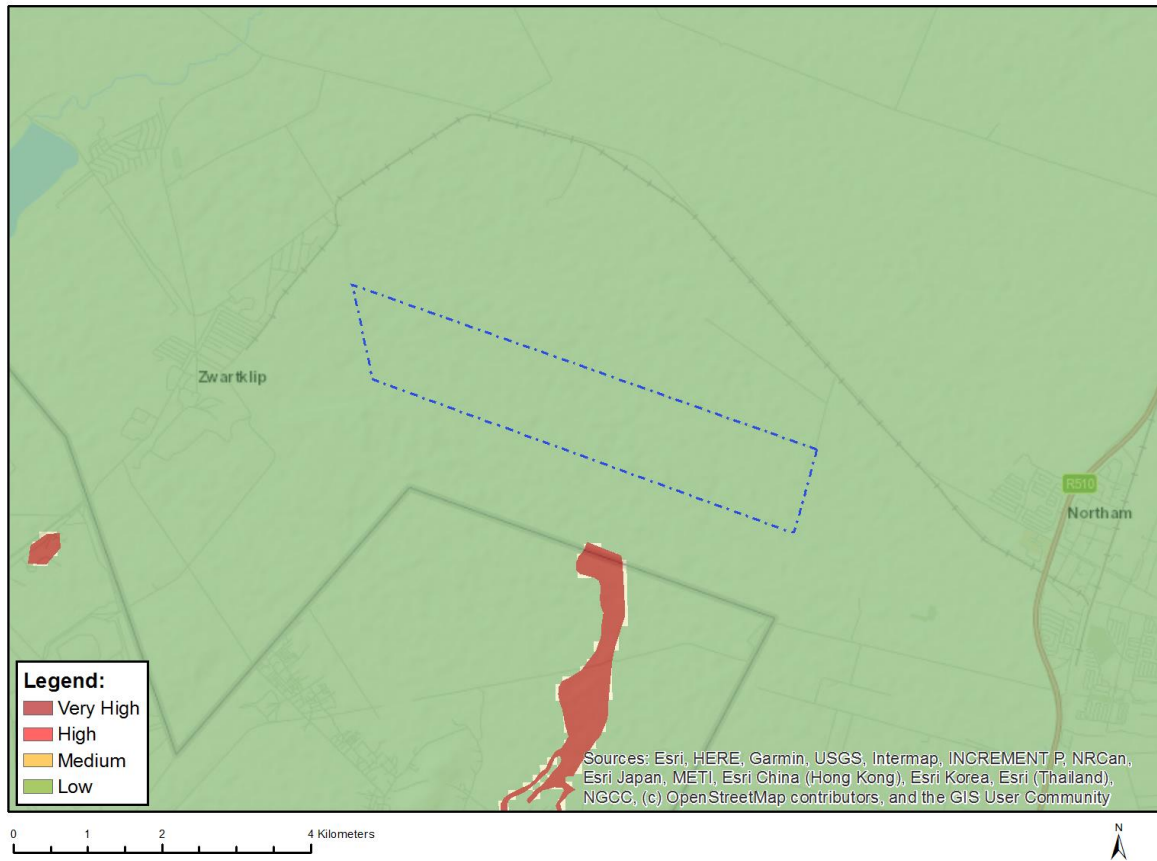 Zwartklip
R510
Northam
Legend:
Very High
High
Medium
Low
Sources: Esri, HERE, Garmin, USGS, Intermap, INCREMENT P, NRCan,
Esri Japan, METI, Esri China (Hong Kong), Esri Korea, Esri (Thailand),
NGCC, (c) OpenStreetMap contributors, and the GIS User Community
0 1 2 4 Kilometers
N